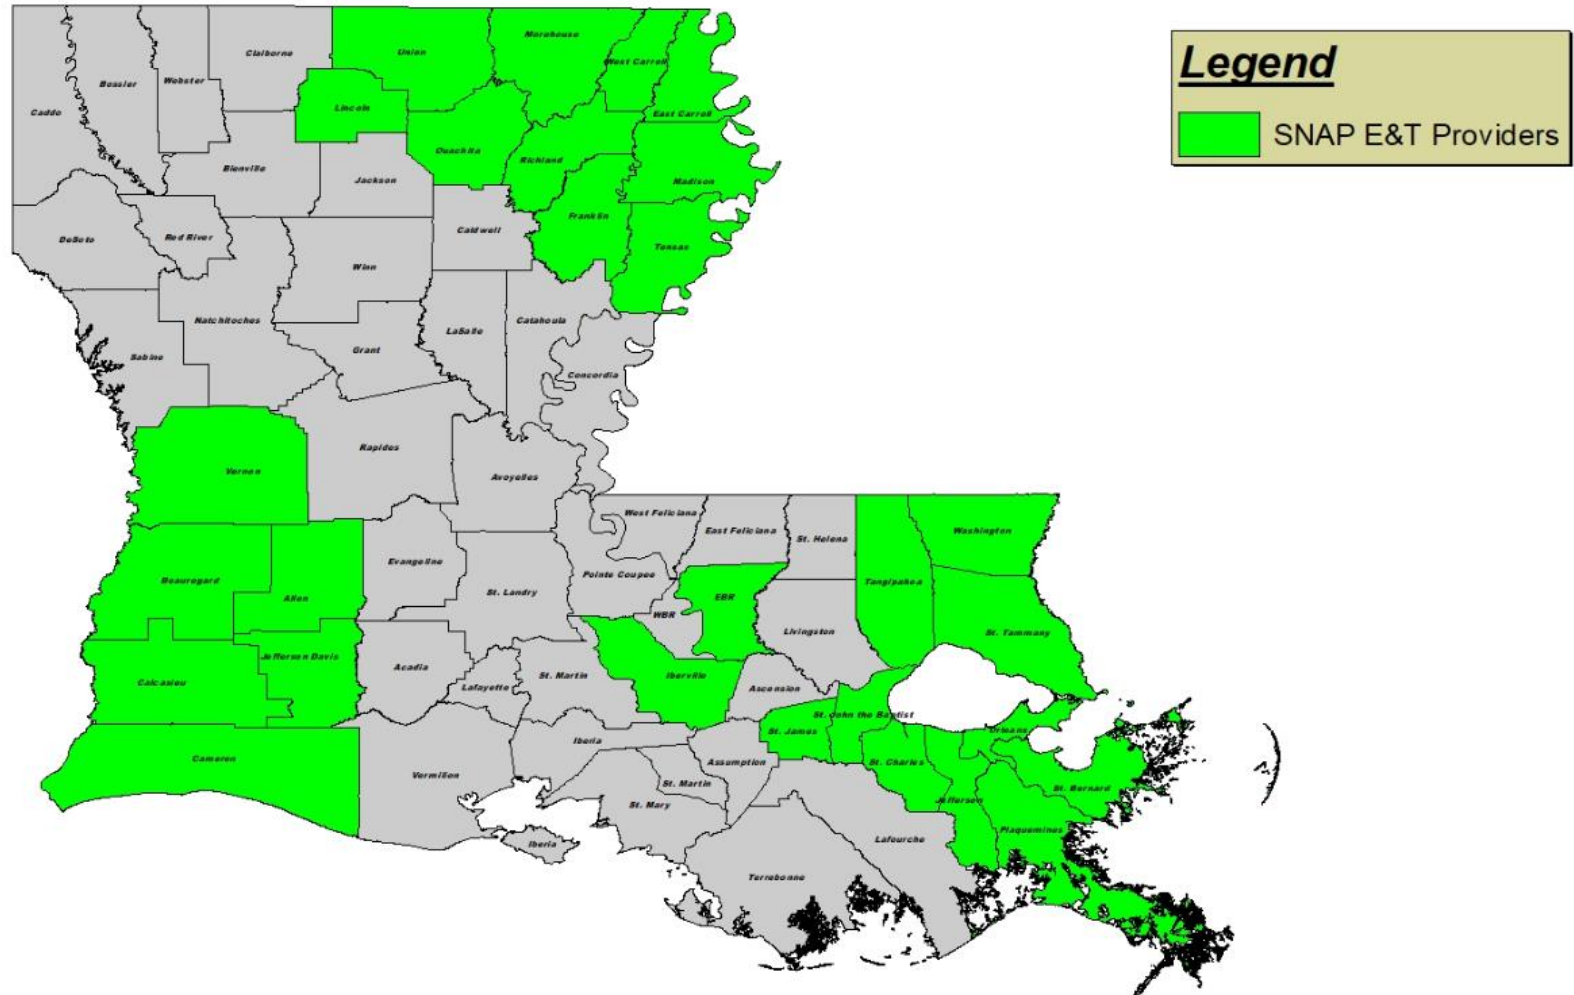 Legend
SNAP E&T Providers
Claiborne
Union
Morehouse
West Carroll
Bossier
Webster
Caddo
Lincoln
East Carroll
Ouachita
Richland
Bienville
Jackson
Madison
Franklin
Caldwell
DeSoto
Red River
Tensas
Winn
Natchitoches
LaSalle
Catahoula
Grant
Sabine
Concordia
Rapides
Vernon
Avoyelles
West Feliciana
East Feliciana
St. Helena
Washington
Evangeline
Pointe Coupee
Beauregard
Tangipahoa
St. Landry
Allen
EBR
WBR
Livingston
St. Tammany
Jefferson Davis
Acadia
St. Martin
Iberville
Calcasieu
Lafayette
Ascension
St. John the Baptist
St. James
Orleans
Iberia
Cameron
Assumption
St. Charles
Vermilion
St. Martin
St. Bernard
St. Mary
Jefferson
Plaquemines
Lafourche
Iberia
Terrebonne